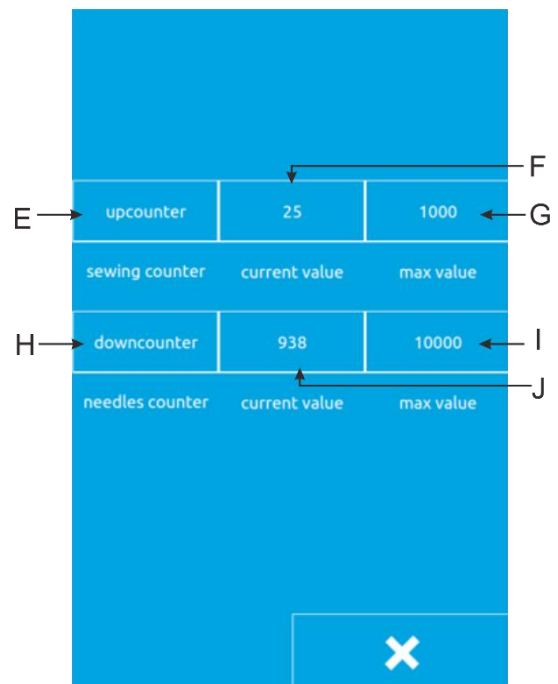 F
E upcounter 25 1000 G
sewing counter current value max value
H downcounter 938 10000 I
J
needles counter current value max value